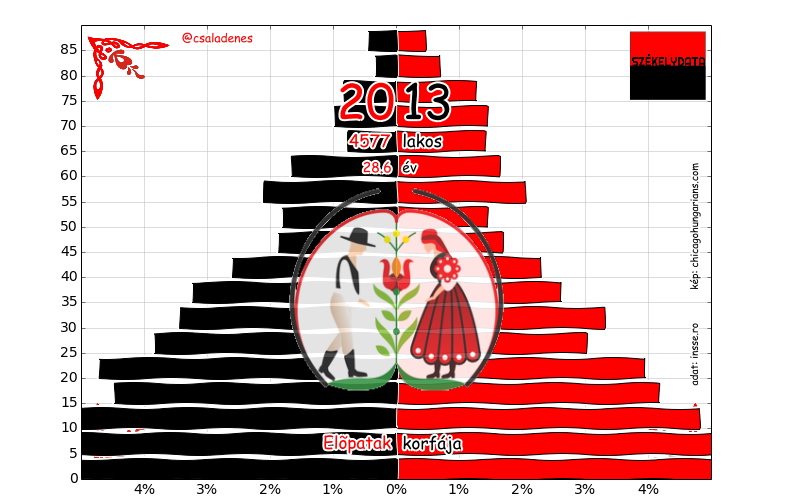 @csaladenes
SZÉKELYDATA
2013
4577 lakos
28.6 év
kép: chicagohungarians.com
adat: insse.ro
Előpatak korfája
85
80
75
70
65
60
55
50
45
40
35
30
25
20
15
10
5
0
4% 3% 2% 1% 0% 1% 2% 3% 4%